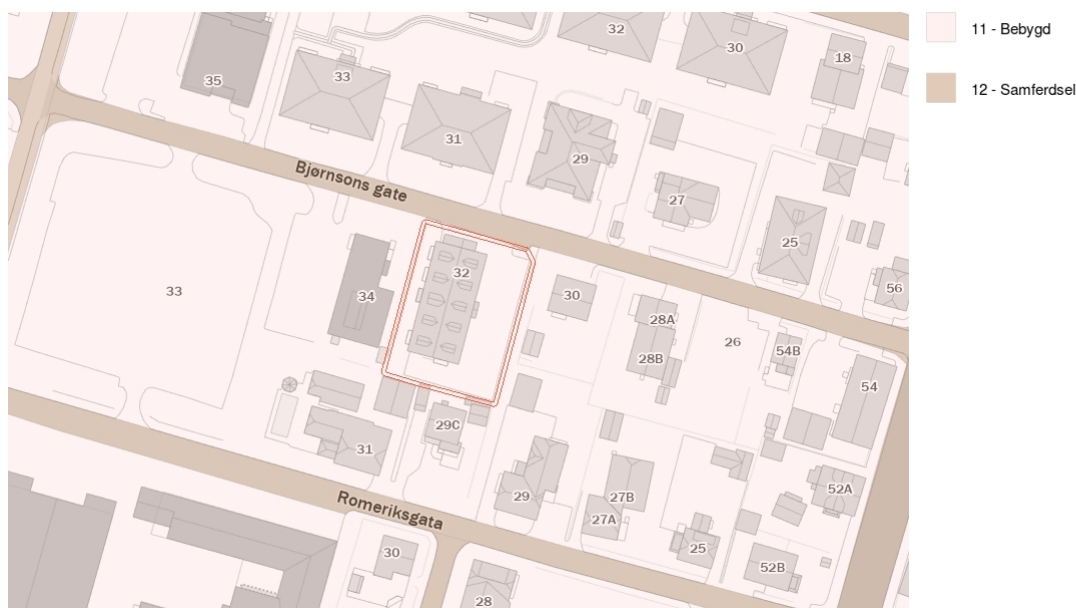 11 - Bebygd
12 - Samferdsel
32
30
18
35
33
31
29
27
25
56
Bjørnsons gate
33
34
32
30
28A
28B
26
54B
54
31
29C
29
27B
27A
25
52A
52B
Romeriksgata
30
28